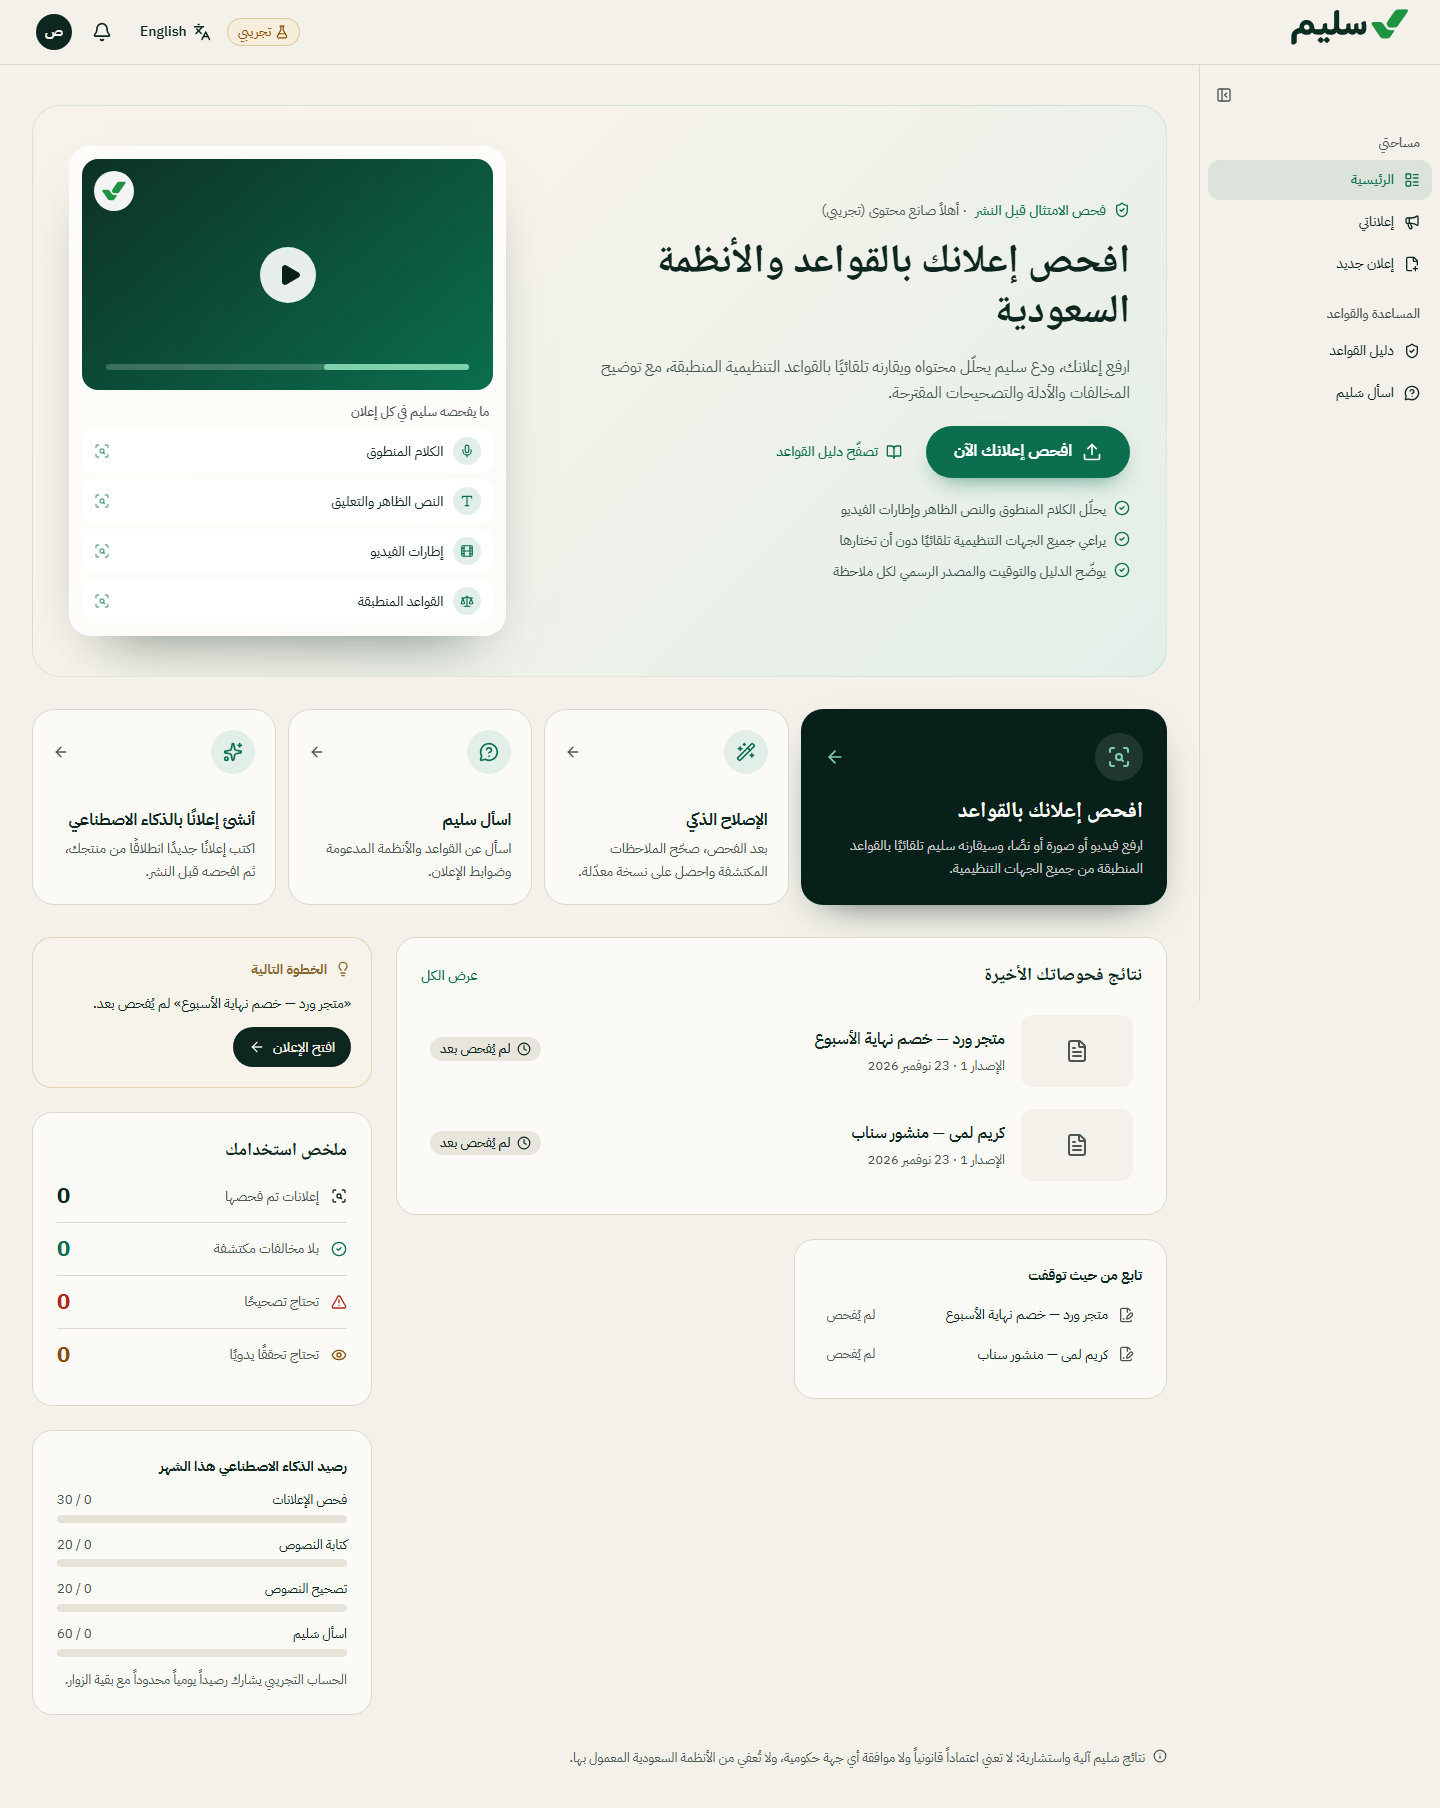 سليم
تجريبي
English
ص
مساحتي
الرئيسية
إعلاناتي
إعلان جديد
المساعدة والقواعد
دليل القواعد
اسأل سَليم
فحص الامتثال قبل النشر · أهلاً صانع محتوى (تجريبي)
افحص إعلانك بالقواعد والأنظمة
السعودية
ارفع إعلانك، ودع سليم يحلّل محتواه ويقارنه تلقائيًا بالقواعد التنظيمية المنطبقة، مع توضيح
المخالفات والأدلة والتصحيحات المقترحة.
افحص إعلانك الآن
تصفّح دليل القواعد
يحلّل الكلام المنطوق والنص الظاهر وإطارات الفيديو
يراعي جميع الجهات التنظيمية تلقائيًا دون أن تختارها
يوضّح الدليل والتوقيت والمصدر الرسمي لكل ملاحظة
ما يفحصه سليم في كل إعلان
الكلام المنطوق
النص الظاهر والتعليق
إطارات الفيديو
القواعد المنطبقة
افحص إعلانك بالقواعد
ارفع فيديو أو صورة أو نصًا، وسيقارنه سليم تلقائيًا بالقواعد
المنطبقة من جميع الجهات التنظيمية.
الإصلاح الذكي
بعد الفحص، صحّح الملاحظات
المكتشفة واحصل على نسخة معدّلة.
اسأل سليم
اسأل عن القواعد والأنظمة المدعومة
وضوابط الإعلان.
أنشئ إعلانًا بالذكاء الاصطناعي
اكتب إعلانًا جديدًا انطلاقًا من منتجك،
ثم افحصه قبل النشر.
نتائج فحوصاتك الأخيرة
عرض الكل
متجر ورد — خصم نهاية الأسبوع
الإصدار 1 · 23 نوفمبر 2026
لم يُفحص بعد
كريم لمى — منشور سناب
الإصدار 1 · 23 نوفمبر 2026
لم يُفحص بعد
تابع من حيث توقفت
متجر ورد — خصم نهاية الأسبوع لم يُفحص
كريم لمى — منشور سناب لم يُفحص
الخطوة التالية
«متجر ورد — خصم نهاية الأسبوع» لم يُفحص بعد.
افتح الإعلان
ملخص استخدامك
إعلانات تم فحصها 0
بلا مخالفات مكتشفة 0
تحتاج تصحيحًا 0
تحتاج تحققًا يدويًا 0
رصيد الذكاء الاصطناعي هذا الشهر
فحص الإعلانات 0 / 30
كتابة النصوص 0 / 20
تصحيح النصوص 0 / 20
اسأل سَليم 0 / 60
الحساب التجريبي يشارك رصيداً يومياً محدوداً مع بقية الزوار.
نتائج سَليم آلية واستشارية: لا تعني اعتماداً قانونياً ولا موافقة أي جهة حكومية، ولا تُعفي من الأنظمة السعودية المعمول بها.